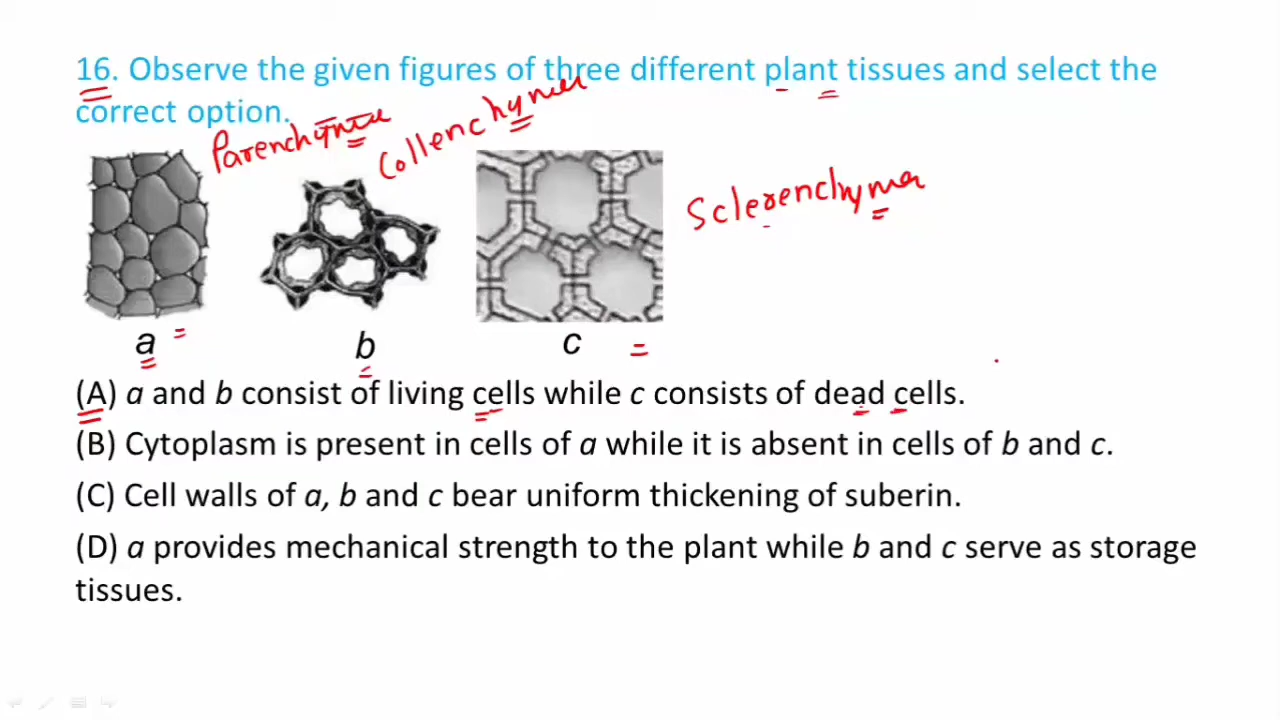 16. Observe the given figures of three different plant tissues and select the
correct option.
Parenchyma
Collenchyma
Sclerenchyma
a
b
c
(A) a and b consist of living cells while c consists of dead cells.
(B) Cytoplasm is present in cells of a while it is absent in cells of b and c.
(C) Cell walls of a, b and c bear uniform thickening of suberin.
(D) a provides mechanical strength to the plant while b and c serve as storage
tissues.